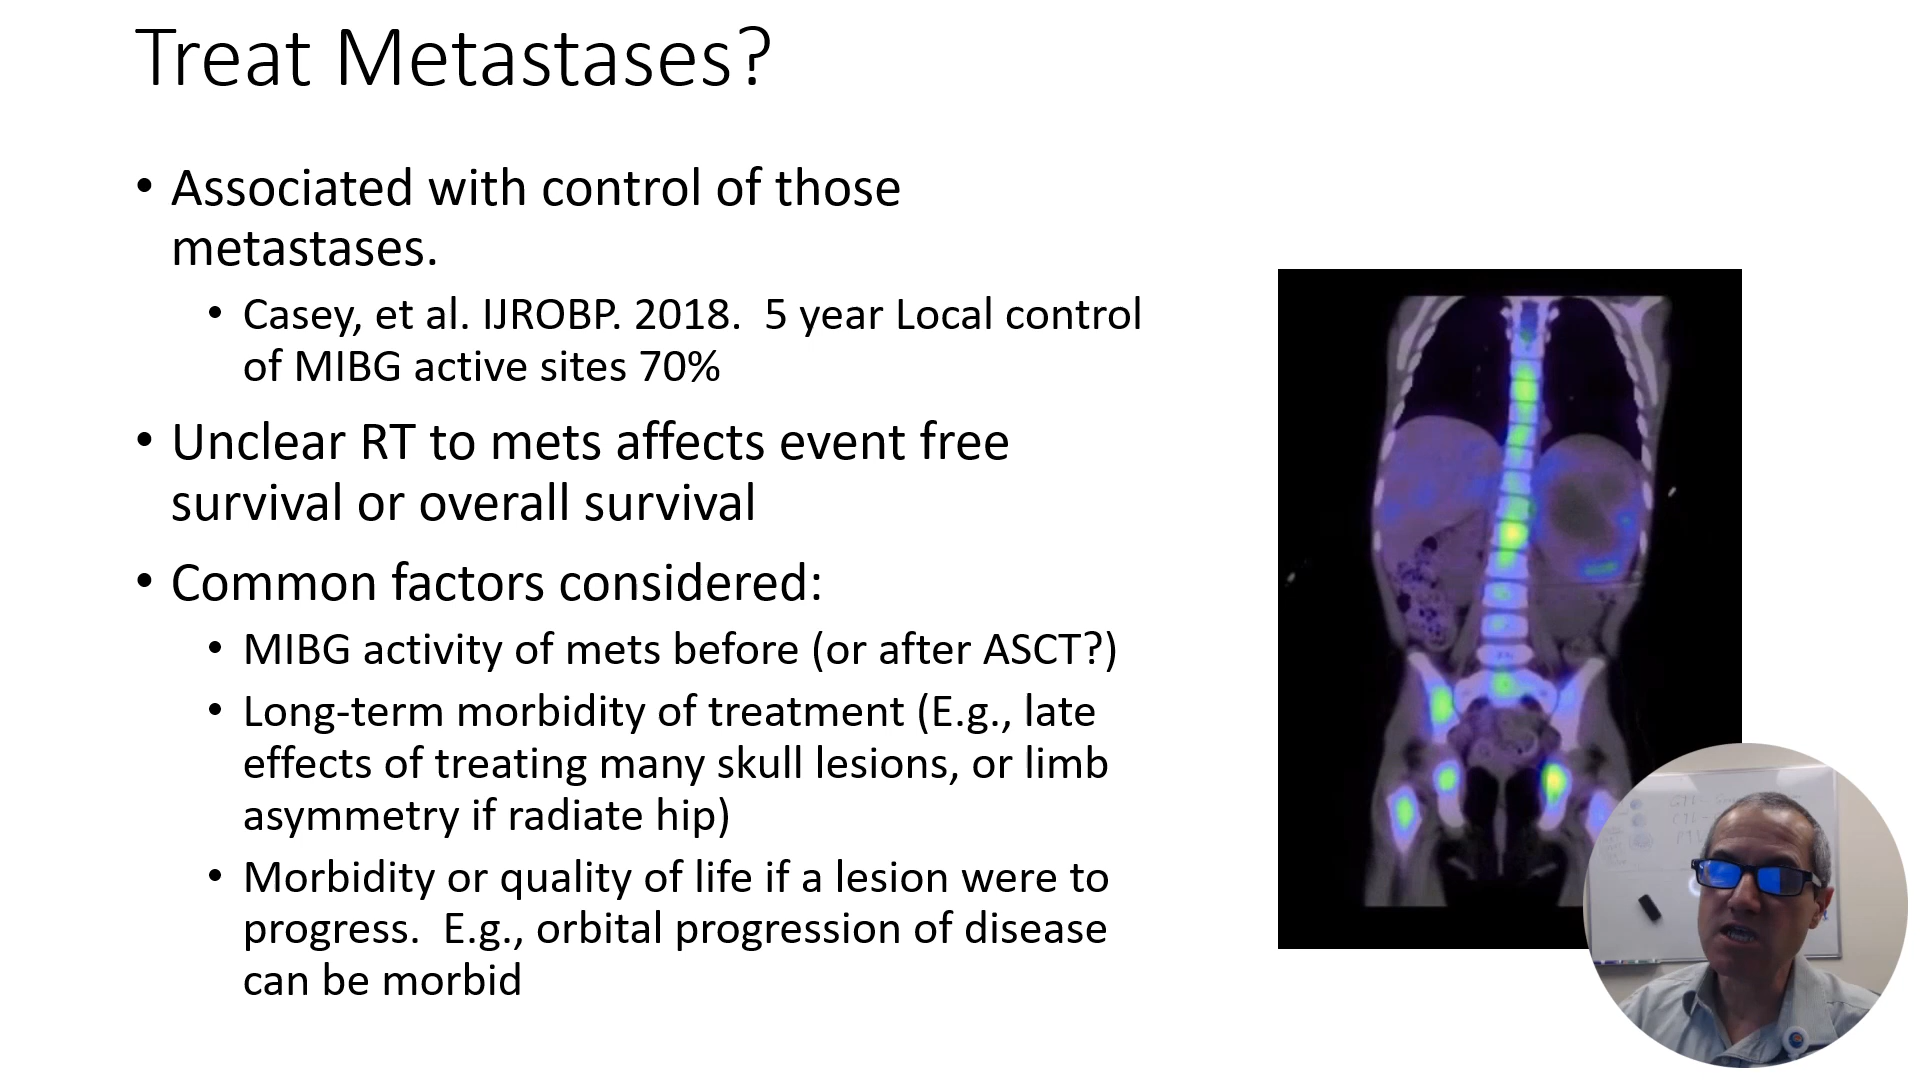 Treat Metastases?
• Associated with control of those
metastases.
• Casey, et al. IJROBP. 2018.  5 year Local control
of MIBG active sites 70%
• Unclear RT to mets affects event free
survival or overall survival
• Common factors considered:
• MIBG activity of mets before (or after ASCT?)
• Long-term morbidity of treatment (E.g., late
effects of treating many skull lesions, or limb
asymmetry if radiate hip)
• Morbidity or quality of life if a lesion were to
progress.  E.g., orbital progression of disease
can be morbid